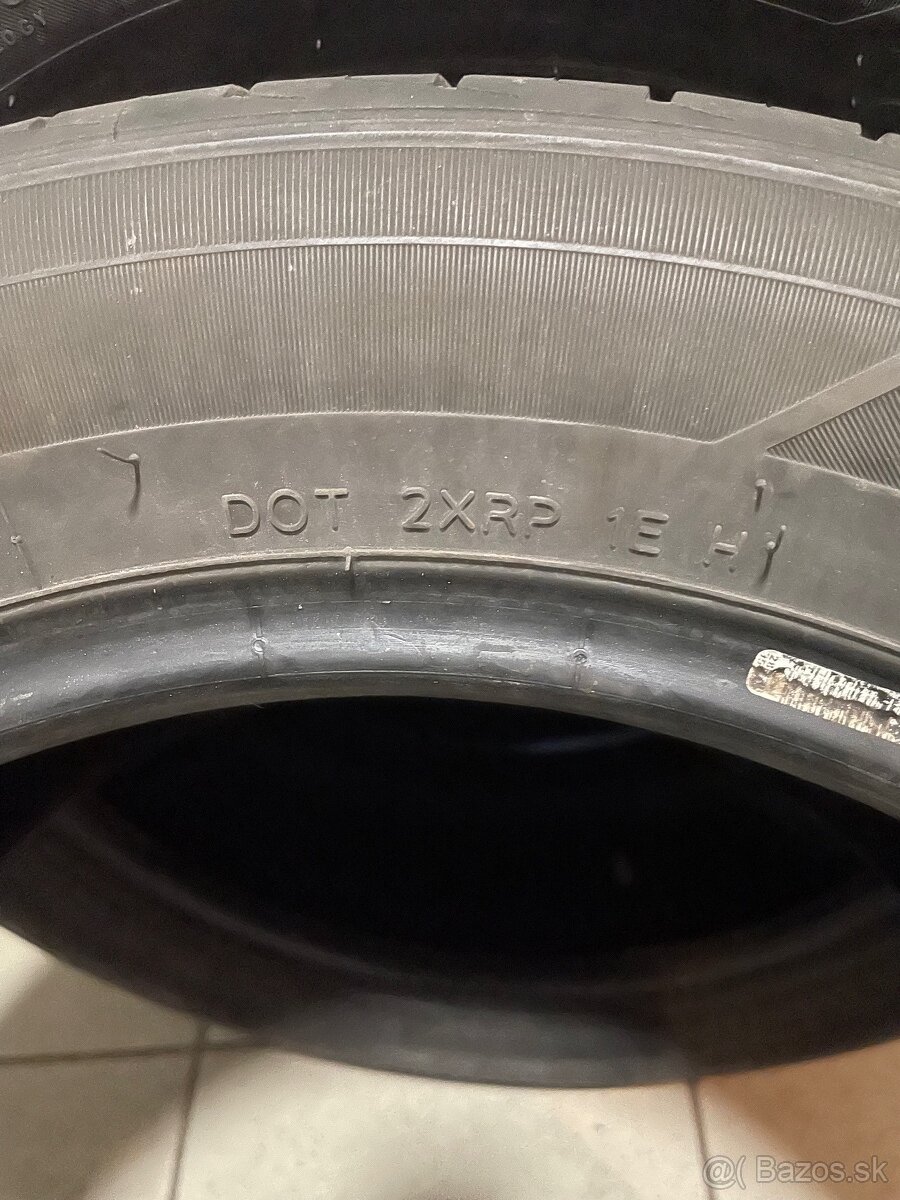 DOT 2XRP 1E H
@( Bazos.sk